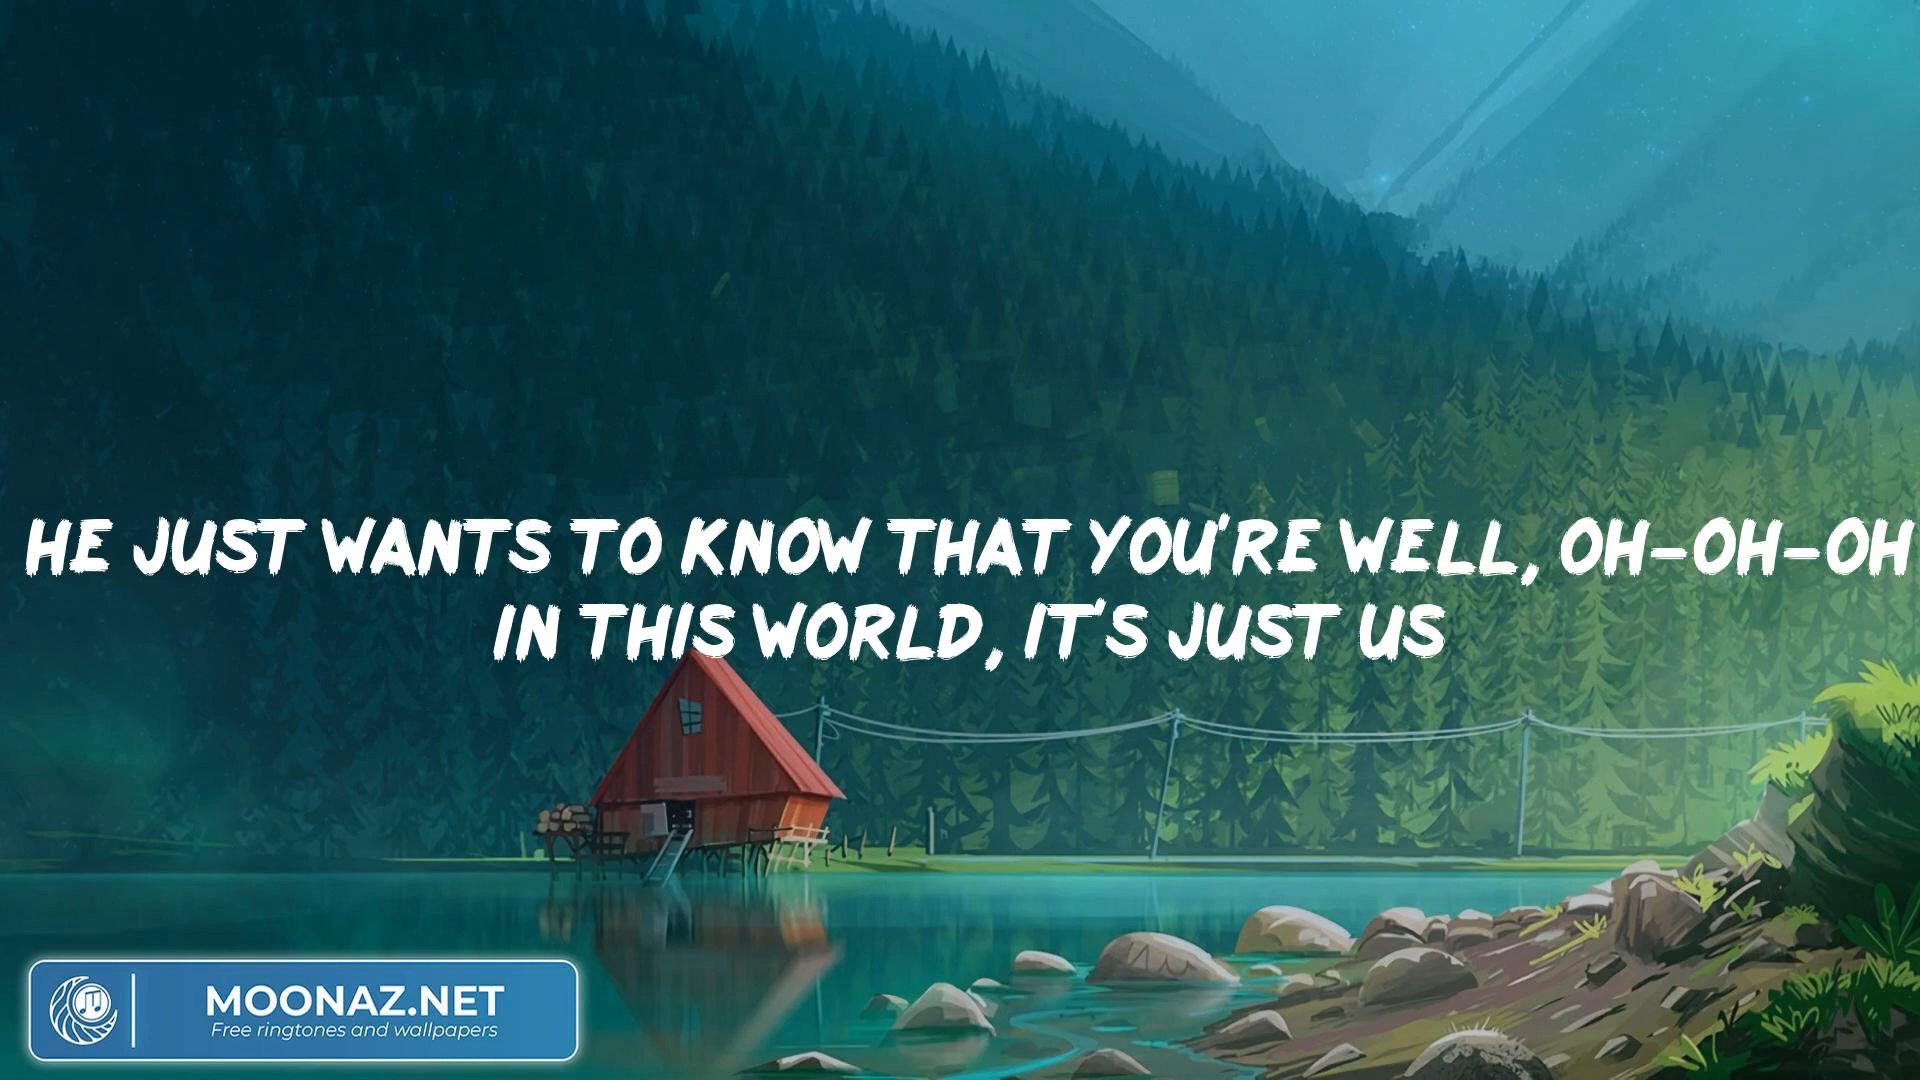 HE JUST WANTS TO KNOW THAT YOU'RE WELL, OH-OH-OH
IN THIS WORLD, IT'S JUST US
MOONAZ.NET
Free ringtones and wallpapers